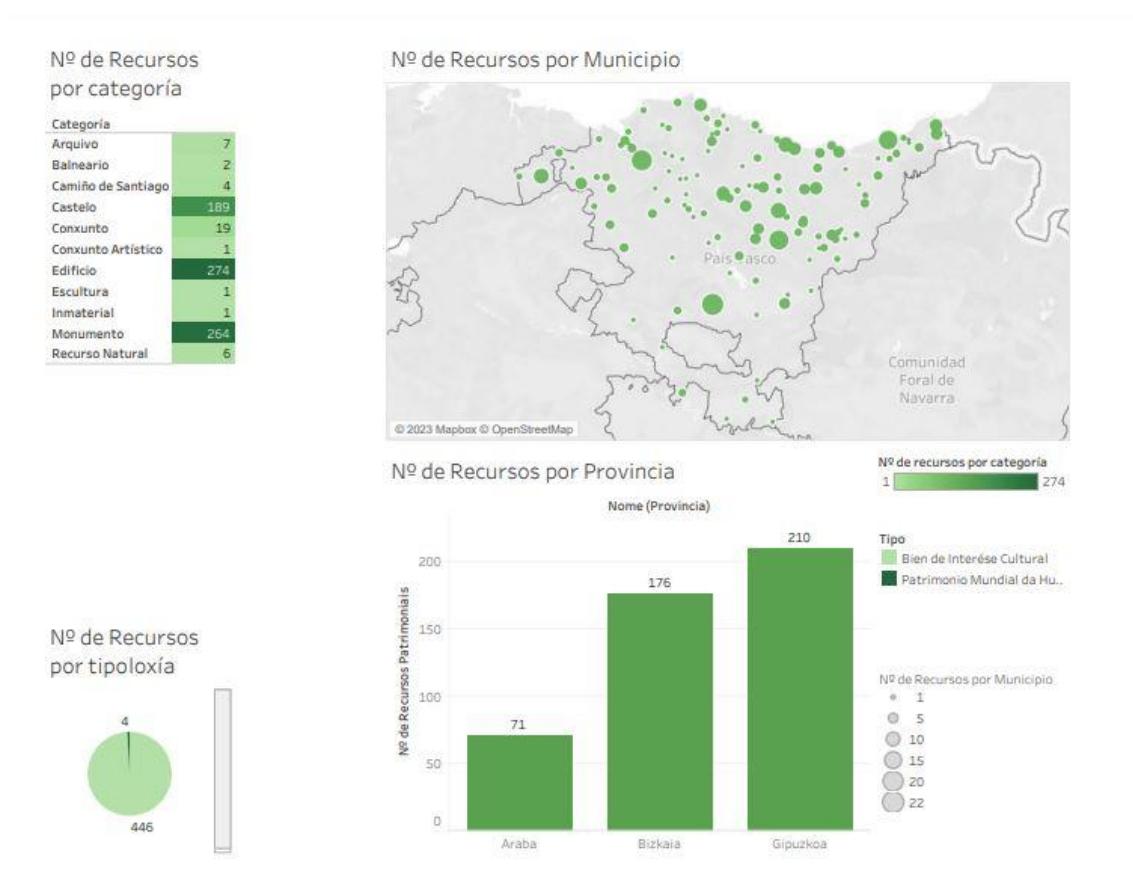 Nº de Recursos
por categoría
Categoría
Arquivo 7
Balneario 2
Camiño de Santiago 4
Castelo 189
Conxunto 19
Conxunto Artístico 1
Edificio 274
Escultura 1
Inmaterial 1
Monumento 264
Recurso Natural 6
Nº de Recursos por Municipio
País Vasco
Comunidad
Foral de
Navarra
© 2023 Mapbox © OpenStreetMap
Nº de Recursos por Provincia
Nº de recursos por categoría
1 274
Nome (Provincia)
Nº de Recursos Patrimoniais
200
150
100
50
0
71
176
210
Araba
Bizkaia
Gipuzkoa
Tipo
Bien de Interése Cultural
Patrimonio Mundial da Hu..
Nº de Recursos por Municipio
1
5
10
15
20
22
Nº de Recursos
por tipoloxía
4
446